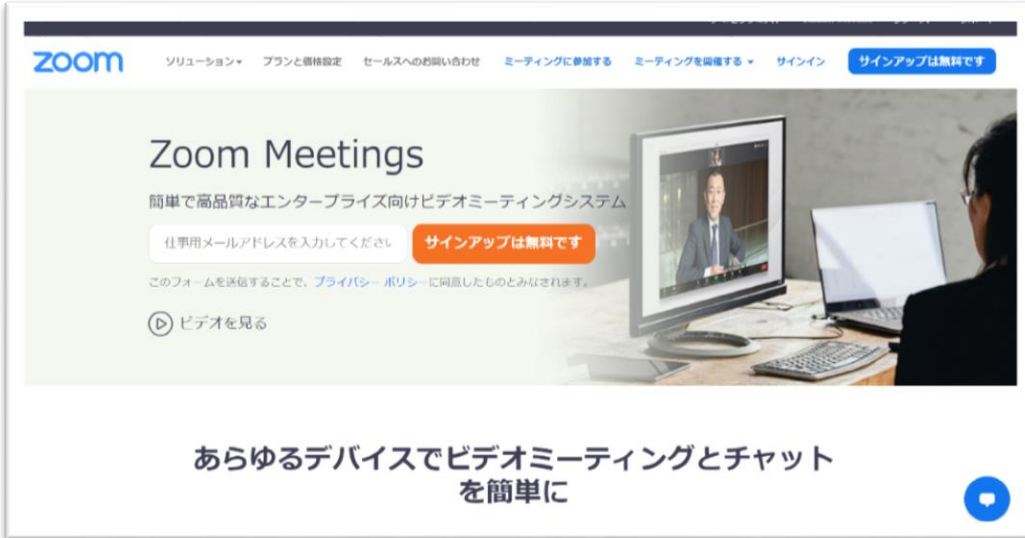 zoom
ソリューション プランと価格設定 セールスへのお問い合わせ ミーティングに参加する ミーティングを開催する サインイン サインアップは無料です
Zoom Meetings
簡単で高品質なエンタープライズ向けビデオミーティングシステム
仕事用メールアドレスを入力してください サインアップは無料です
このフォームを送信することで、プライバシー ポリシーに同意したものとみなされます。
ビデオを見る
あらゆるデバイスでビデオミーティングとチャット
を簡単に